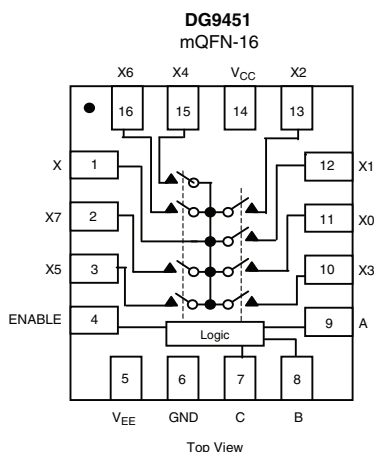 DG9451
mQFN-16
X6 X4 VCC X2
16 15 14 13
X 1 12 X1
X7 2 11 X0
X5 3 10 X3
ENABLE 4 9 A
Logic
5 6 7 8
VEE GND C B
Top View